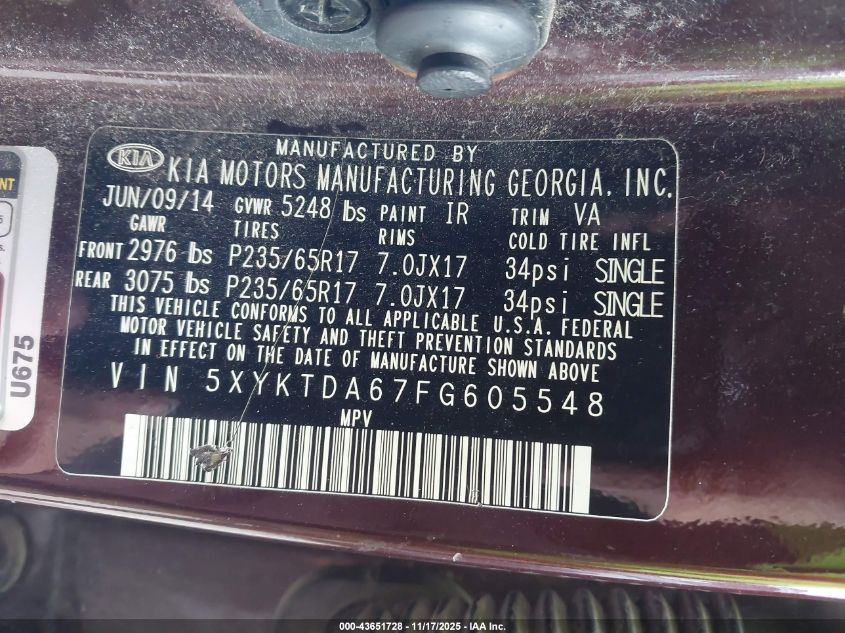 MANUFACTURED BY
KIA KIA MOTORS MANUFACTURING GEORGIA, INC.
JUN/09/14 GVWR 5248 lbs PAINT IR TRIM VA
GAWR TIRES RIMS COLD TIRE INFL
FRONT 2976 lbs P235/65R17 7.0JX17 34psi SINGLE
REAR 3075 lbs P235/65R17 7.0JX17 34psi SINGLE
THIS VEHICLE CONFORMS TO ALL APPLICABLE U.S.A. FEDERAL
MOTOR VEHICLE SAFETY AND THEFT PREVENTION STANDARDS
IN EFFECT ON THE DATE OF MANUFACTURE SHOWN ABOVE
VIN 5XYKTDA67FG605548
MPV
U675
000-43651728 - 11/17/2025 - IAA Inc.